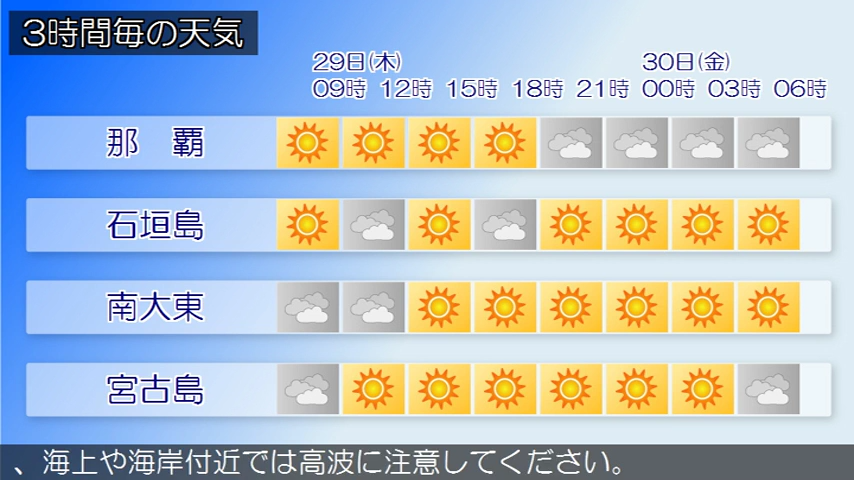 3時間毎の天気
29日(木) 30日(金)
09時 12時 15時 18時 21時 00時 03時 06時
那　覇
石垣島
南大東
宮古島
、海上や海岸付近では高波に注意してください。